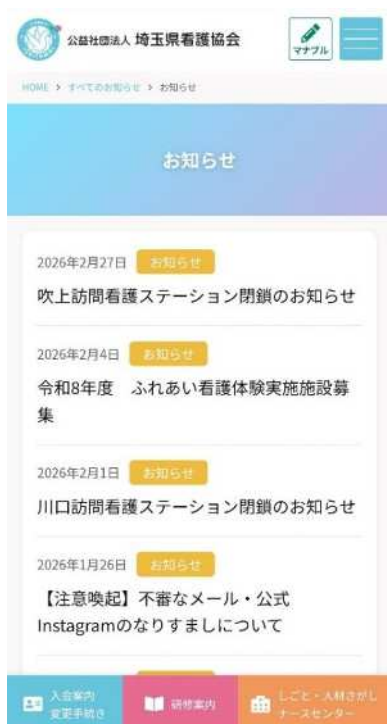 公益社団法人 埼玉県看護協会
マナブル
HOME > すべてのお知らせ > お知らせ
お知らせ
2026年2月27日 お知らせ
吹上訪問看護ステーション閉鎖のお知らせ
2026年2月4日 お知らせ
令和8年度　ふれあい看護体験実施施設募
集
2026年2月1日 お知らせ
川口訪問看護ステーション閉鎖のお知らせ
2026年1月26日 お知らせ
【注意喚起】不審なメール・公式
Instagramのなりすましについて
入会案内
変更手続き
研修案内
しごと・人材さがし
ナースセンター